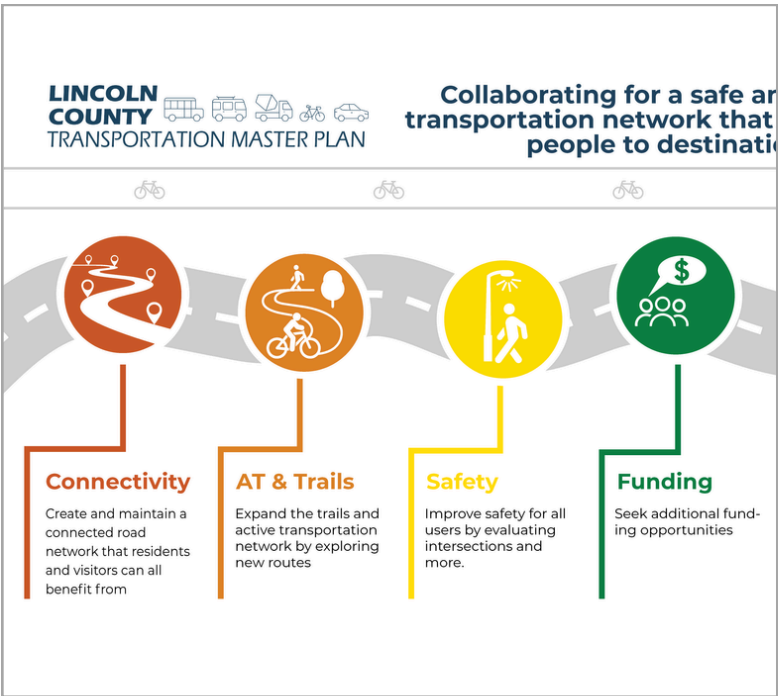 LINCOLN
COUNTY
TRANSPORTATION MASTER PLAN
Collaborating for a safe
transportation network that
people to
$
Connectivity
Create and maintain a
connected road
network that residents
and visitors can all
benefit from
AT & Trails
Expand the trails and
active transportation
network by exploring
new routes
Safety
Improve safety for all
users by evaluating
intersections and
more.
Funding
Seek additional fund-
ing opportunities